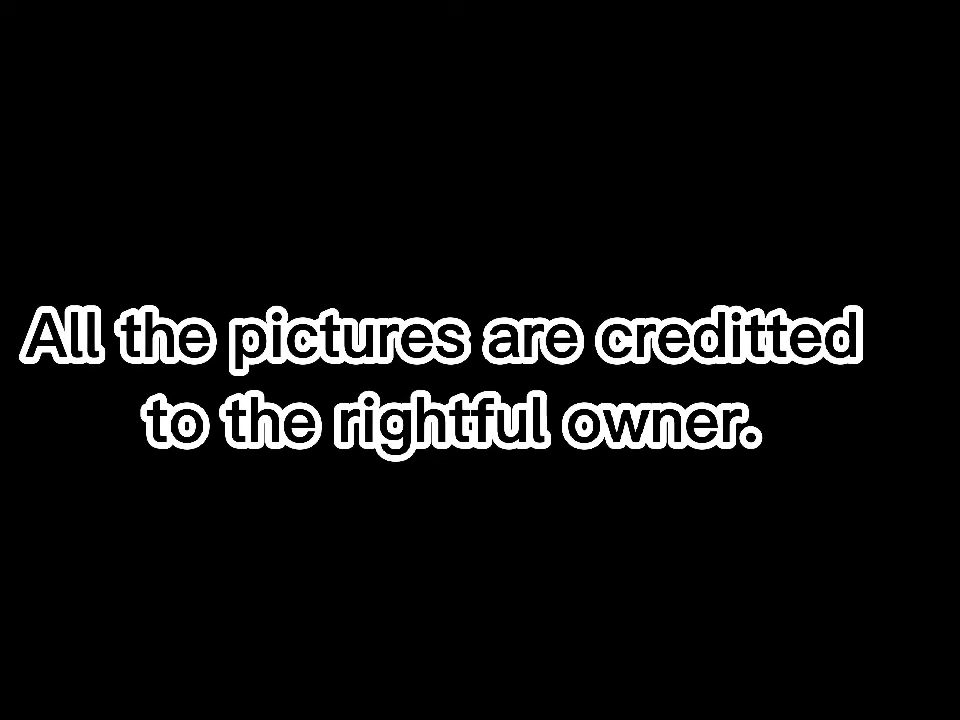 All the pictures are creditted
to the rightful owner.